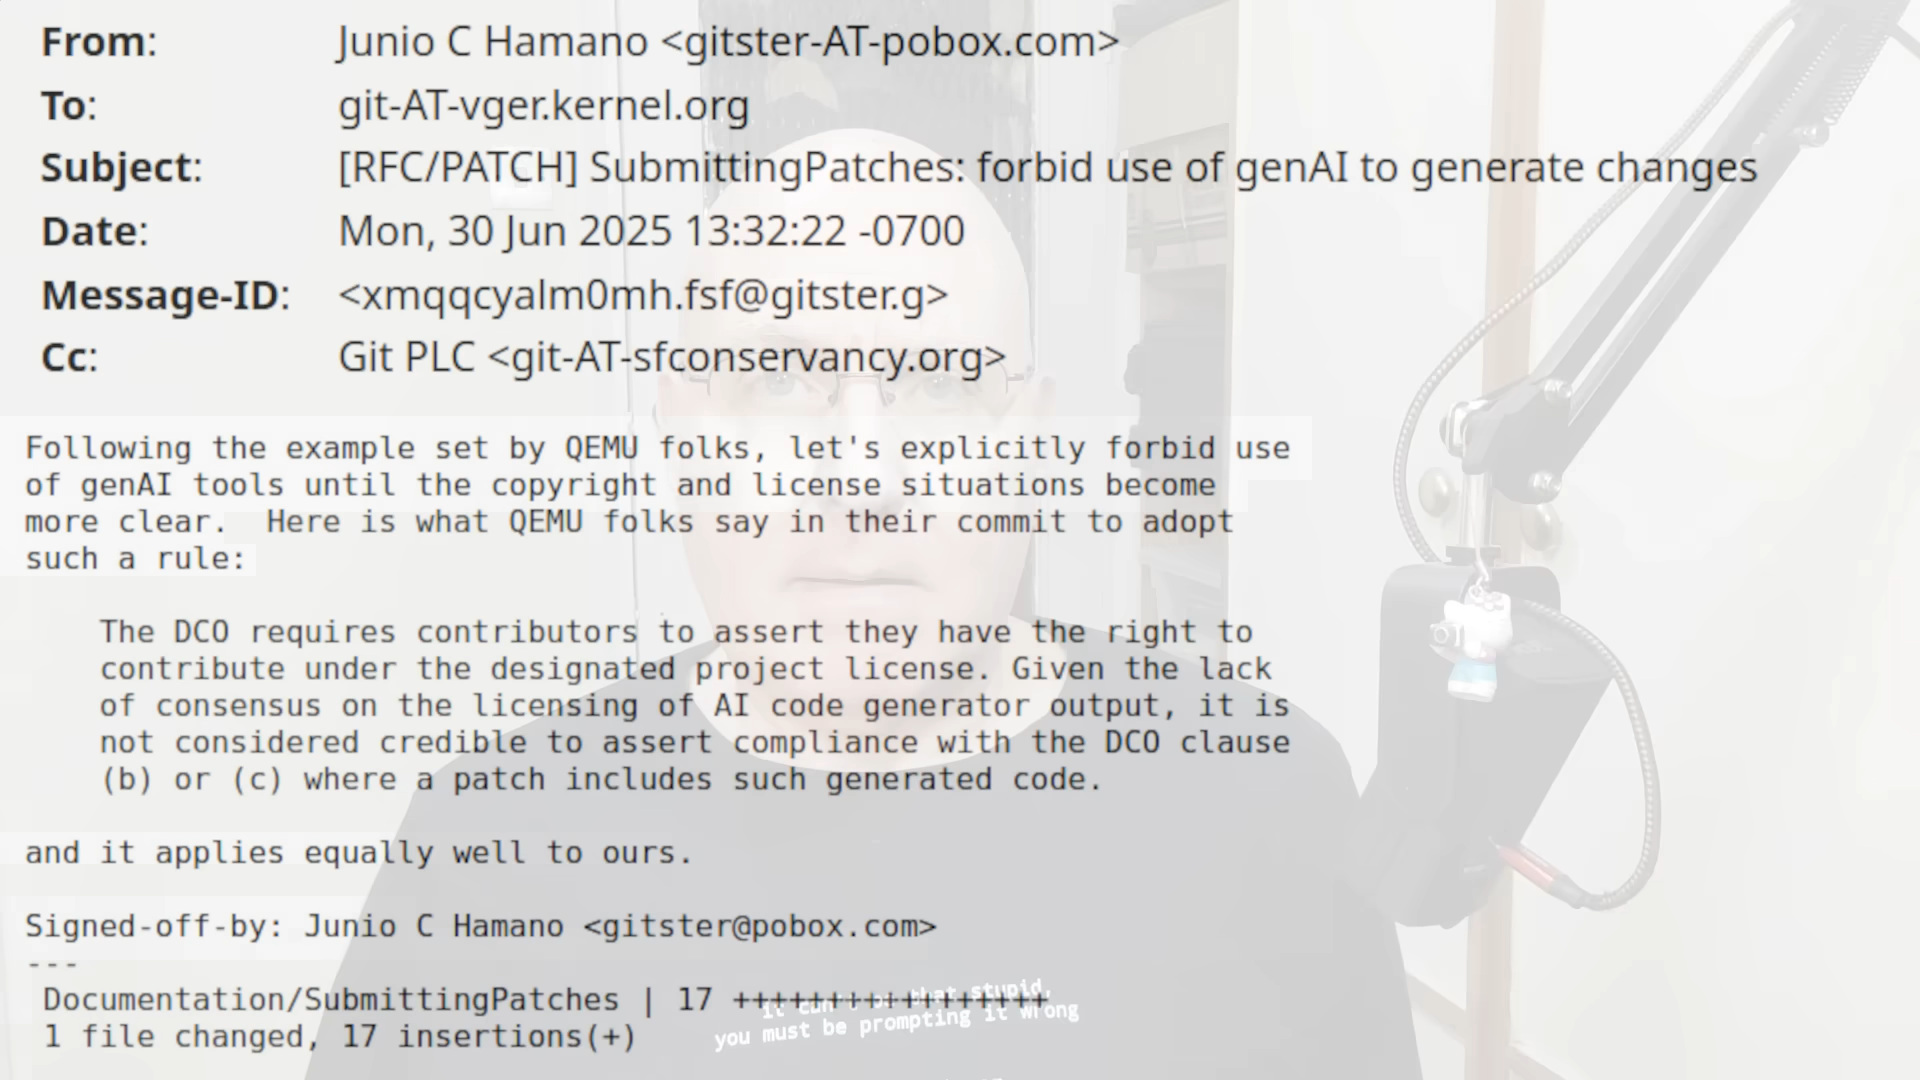 From: Junio C Hamano <gitster-AT-pobox.com>
To: git-AT-vger.kernel.org
Subject: [RFC/PATCH] SubmittingPatches: forbid use of genAI to generate changes
Date: Mon, 30 Jun 2025 13:32:22 -0700
Message-ID: <xmqqcyalm0mh.fsf@gitster.g>
Cc: Git PLC <git-AT-sfconservancy.org>
Following the example set by QEMU folks, let's explicitly forbid use
of genAI tools until the copyright and license situations become
more clear.  Here is what QEMU folks say in their commit to adopt
such a rule:
The DCO requires contributors to assert they have the right to
contribute under the designated project license. Given the lack
of consensus on the licensing of AI code generator output, it is
not considered credible to assert compliance with the DCO clause
(b) or (c) where a patch includes such generated code.
and it applies equally well to ours.
Signed-off-by: Junio C Hamano <gitster@pobox.com>
---
Documentation/SubmittingPatches | 17 +++++++++++++++++
1 file changed, 17 insertions(+)
it can't be that stupid,
you must be prompting it wrong